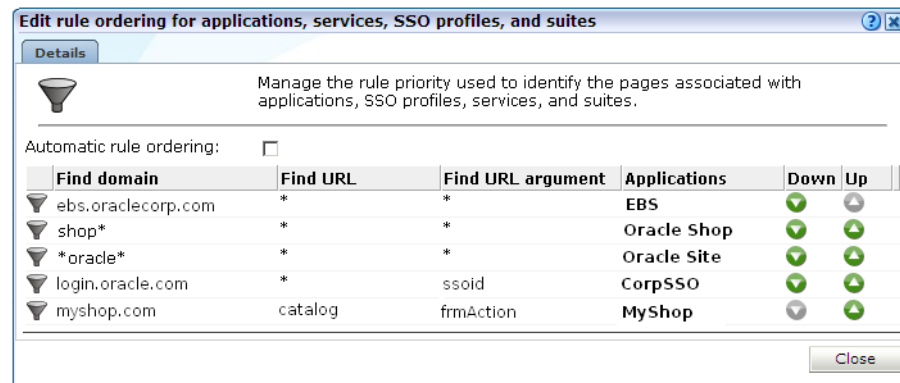 Edit rule ordering for applications, services, SSO profiles, and suites
Details
Manage the rule priority used to identify the pages associated with
applications, SSO profiles, services, and suites.
Automatic rule ordering:
Find domain Find URL Find URL argument Applications Down Up
ebs.oraclecorp.com * * EBS
shop* * * Oracle Shop
*oracle* * * Oracle Site
login.oracle.com * ssoid CorpSSO
myshop.com catalog frmAction MyShop
Close